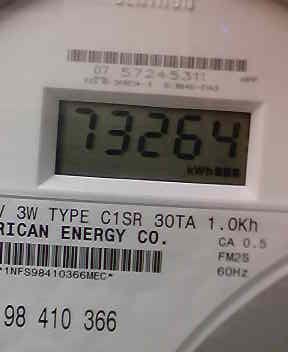 07 57245311
73264
kWh
V 3W TYPE C1SR 30TA 1.0Kh
RICAN ENERGY CO. CA 0.5
FM2S
*1NFS98410366MEC* 60Hz
98 410 366